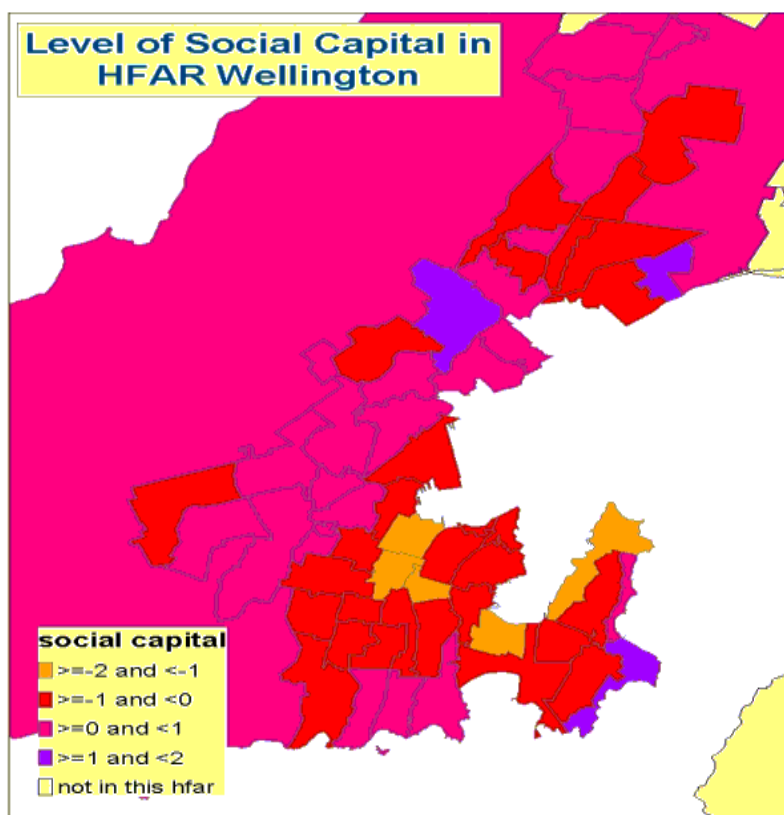 Level of Social Capital in
HFAR Wellington
social capital
>=-2 and <-1
>=-1 and <0
>=0 and <1
>=1 and <2
not in this hfar